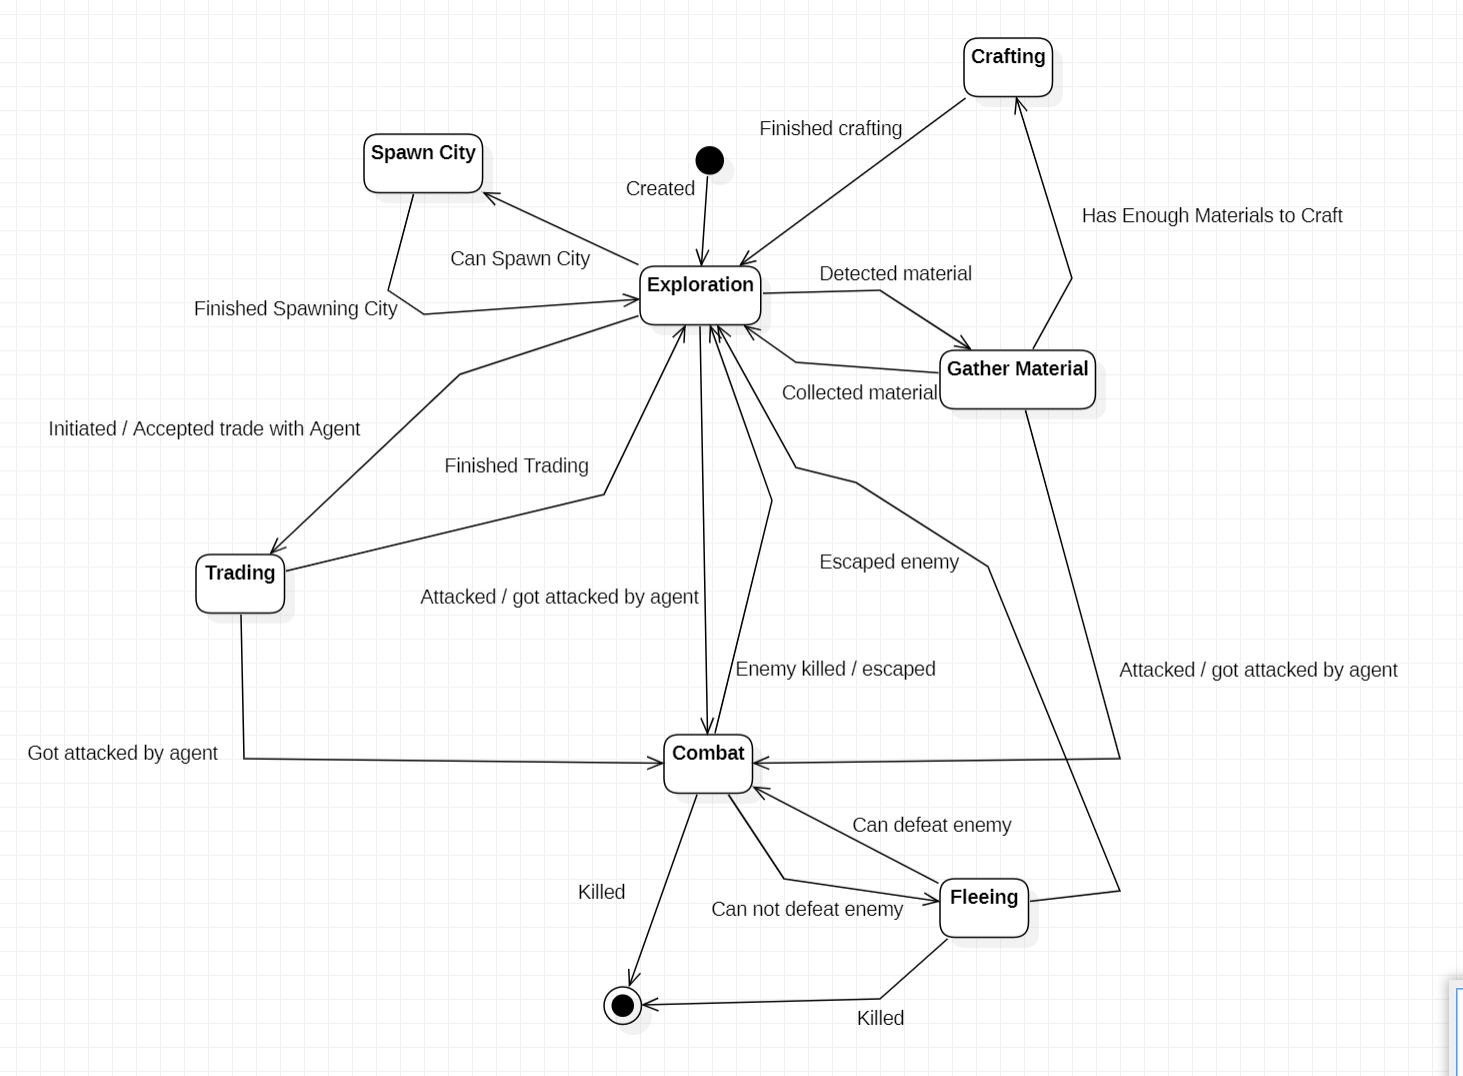 Crafting
Finished crafting
Spawn City
Created
Has Enough Materials to Craft
Can Spawn City
Detected material
Exploration
Finished Spawning City
Gather Material
Collected material
Initiated / Accepted trade with Agent
Finished Trading
Escaped enemy
Trading
Attacked / got attacked by agent
Enemy killed / escaped
Attacked / got attacked by agent
Got attacked by agent
Combat
Can defeat enemy
Killed
Can not defeat enemy
Fleeing
Killed